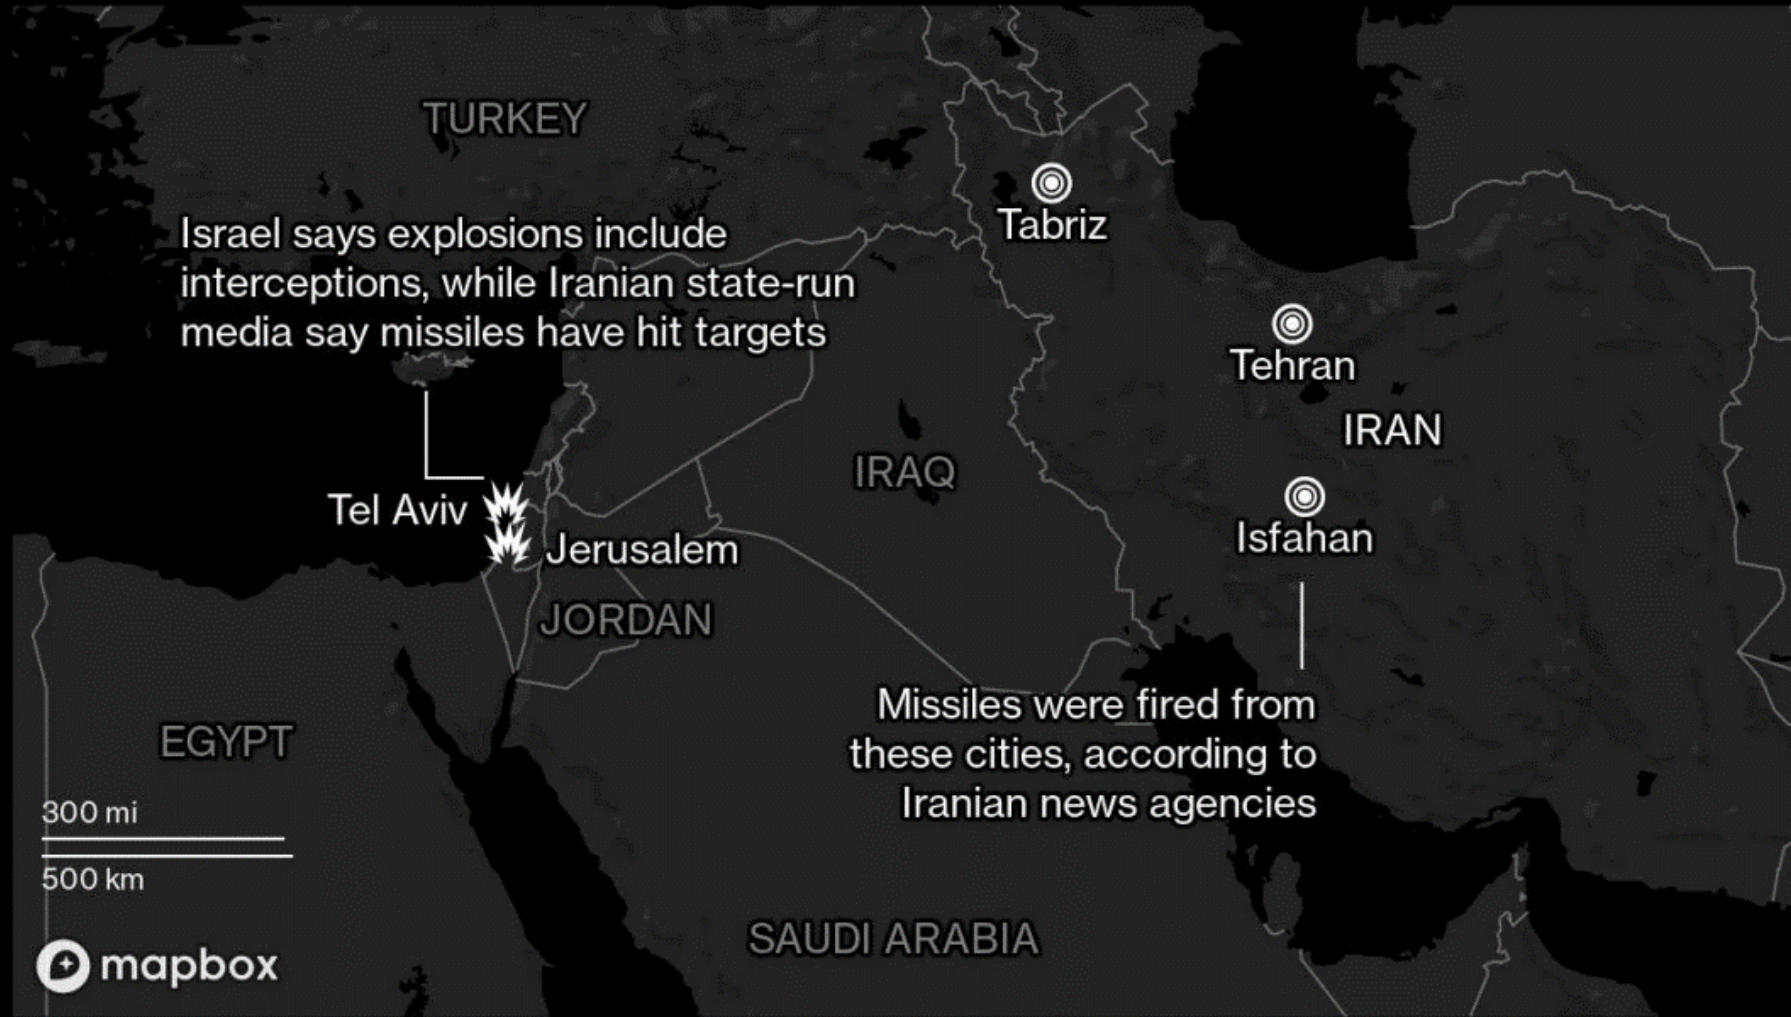 TURKEY
Tabriz
Israel says explosions include
interceptions, while Iranian state-run
media say missiles have hit targets
Tehran
IRAN
IRAQ
Tel Aviv
Isfahan
Jerusalem
JORDAN
Missiles were fired from
these cities, according to
Iranian news agencies
EGYPT
300 mi
500 km
SAUDI ARABIA
mapbox